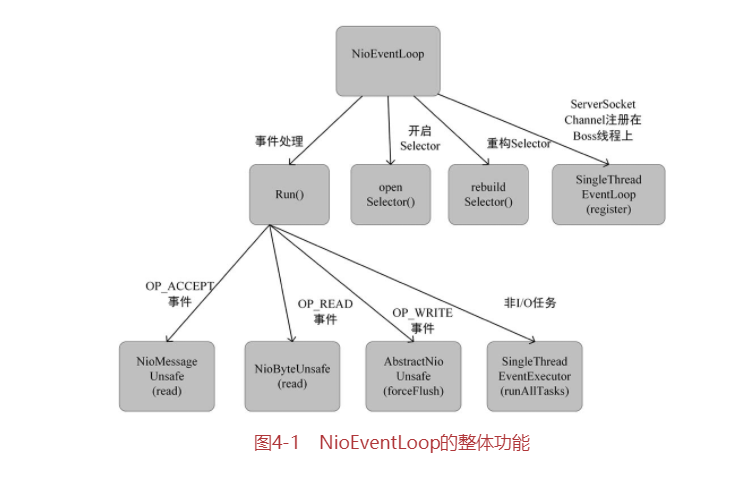 NioEventLoop
ServerSocket
Channel注册在
Boss线程上
开启
Selector
事件处理
重构Selector
Run()
open
Selector()
rebuild
Selector()
SingleThread
EventLoop
(register)
OP_ACCEPT
事件
OP_READ
事件
OP_WRITE
事件
非I/O任务
NioMessage
Unsafe
(read)
NioByteUnsafe
(read)
AbstractNio
Unsafe
(forceFlush)
SingleThread
EventExecutor
(runAllTasks)
图4-1 NioEventLoop的整体功能